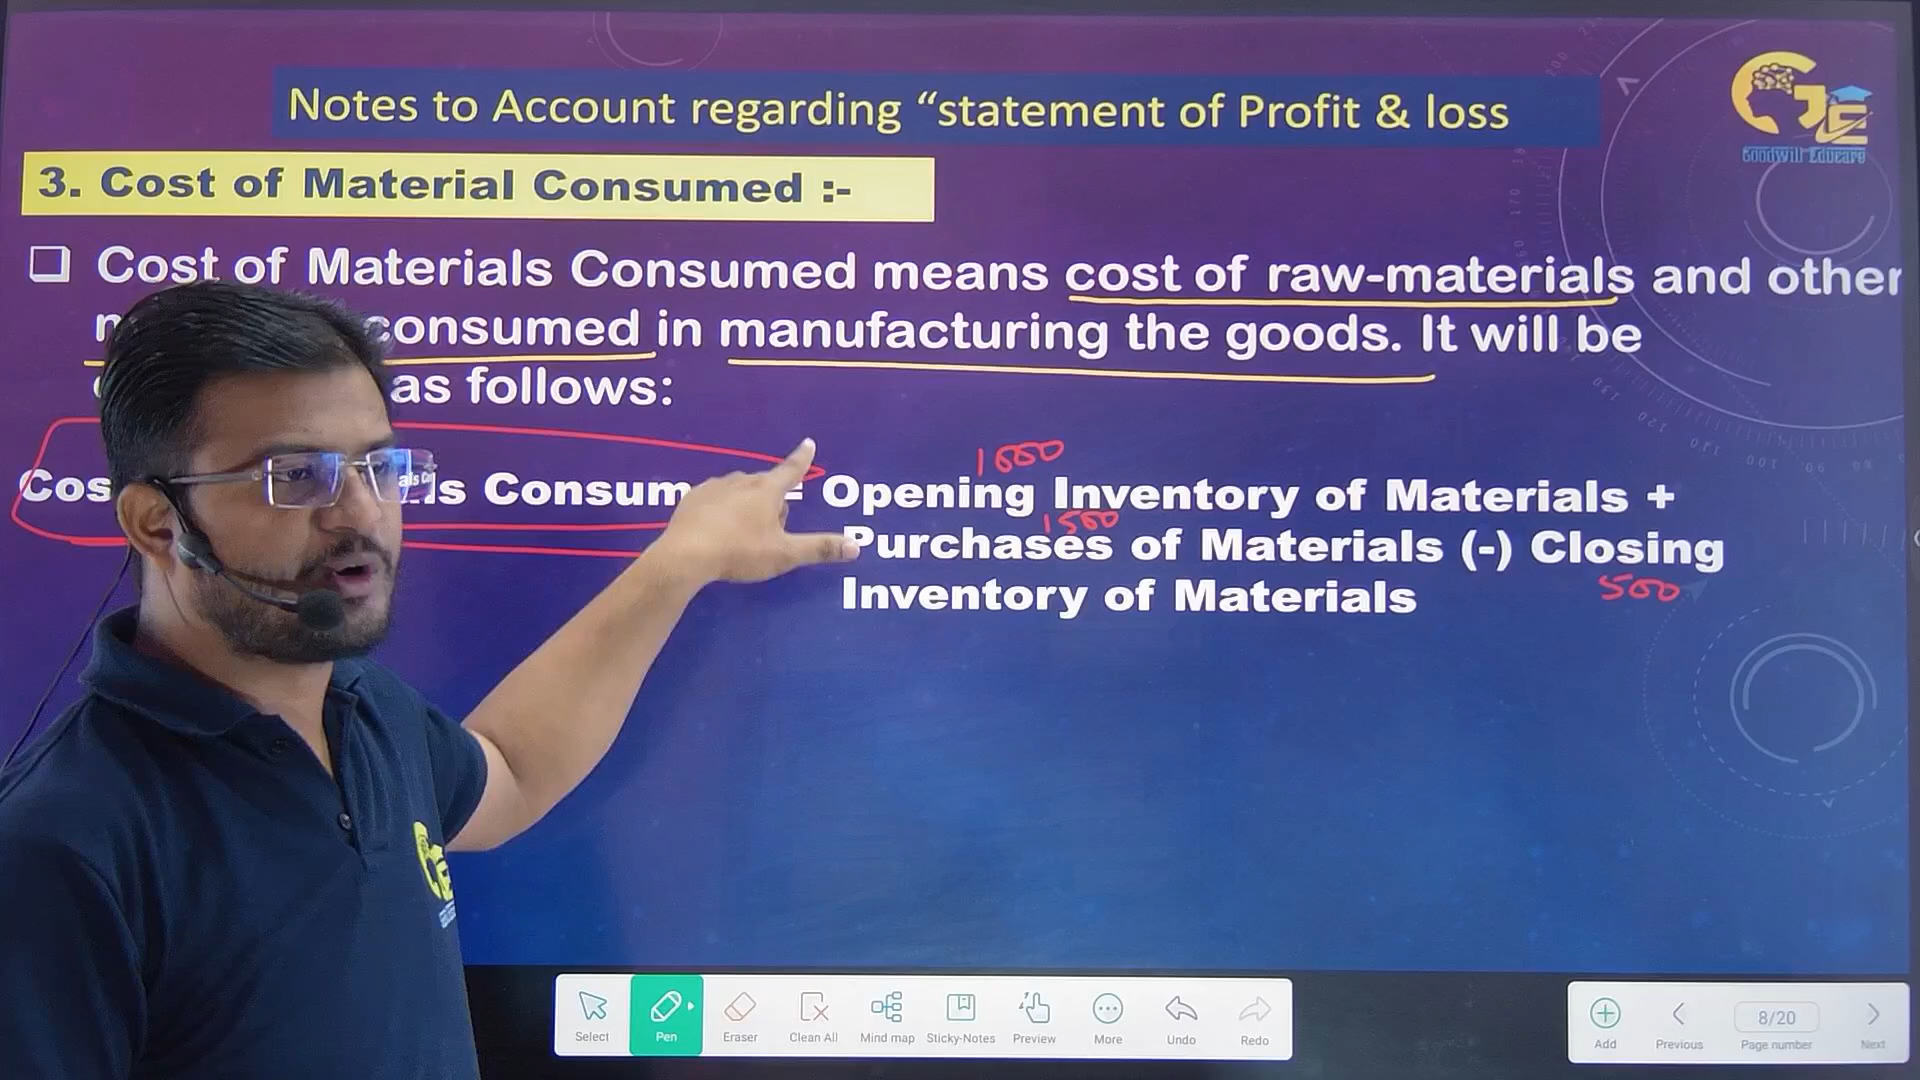 Notes to Account regarding “statement of Profit & loss
Goodwill Educare
3. Cost of Material Consumed :-
❑ Cost of Materials Consumed means cost of raw-materials and other
consumed in manufacturing the goods. It will be
as follows:
1000
Cos ls Consum = Opening Inventory of Materials +
1500
Purchases of Materials (-) Closing
500
Inventory of Materials
Select Pen Eraser Clean All Mind map Sticky-Notes Preview More Undo Redo
8/20
Add Previous Page number Next